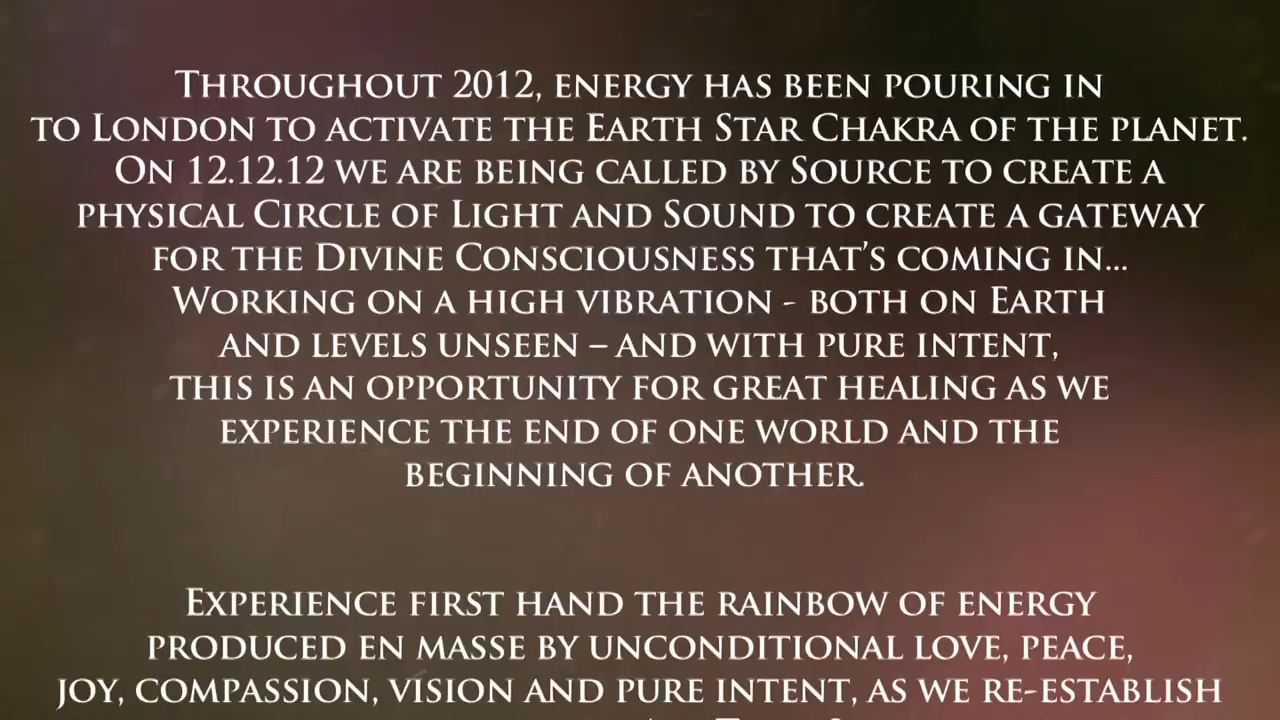 Throughout 2012, energy has been pouring in
to London to activate the Earth Star Chakra of the planet.
On 12.12.12 we are being called by Source to create a
physical Circle of Light and Sound to create a gateway
for the Divine Consciousness that's coming in...
Working on a high vibration - both on Earth
and levels unseen – and with pure intent,
this is an opportunity for great healing as we
experience the end of one world and the
beginning of another.
Experience first hand the rainbow of energy
produced en masse by unconditional love, peace,
joy, compassion, vision and pure intent, as we re-establish